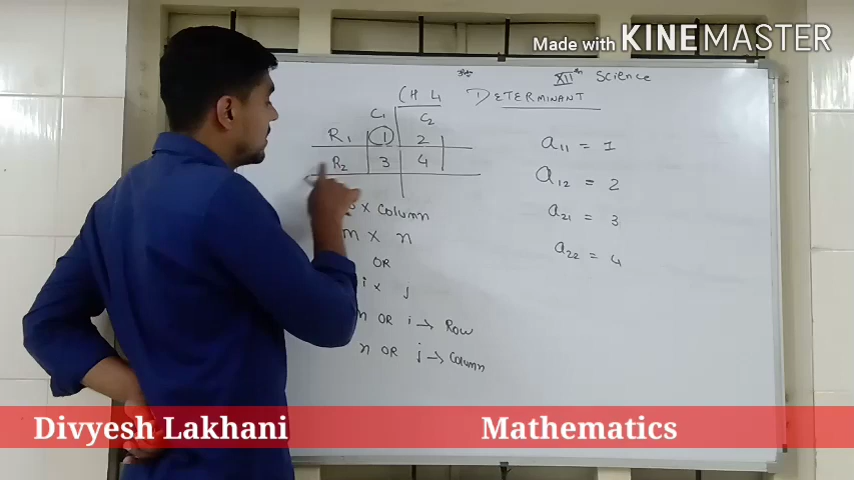 Made with KINEMASTER
XIIth Science
CH 4 DETERMINANT
C1 C2
R1 1 2
R2 3 4
a11 = 1
a12 = 2
a21 = 3
a22 = 4
x column
m x n
OR
i x j
OR i → Row
n OR j → Column
Divyesh Lakhani
Mathematics